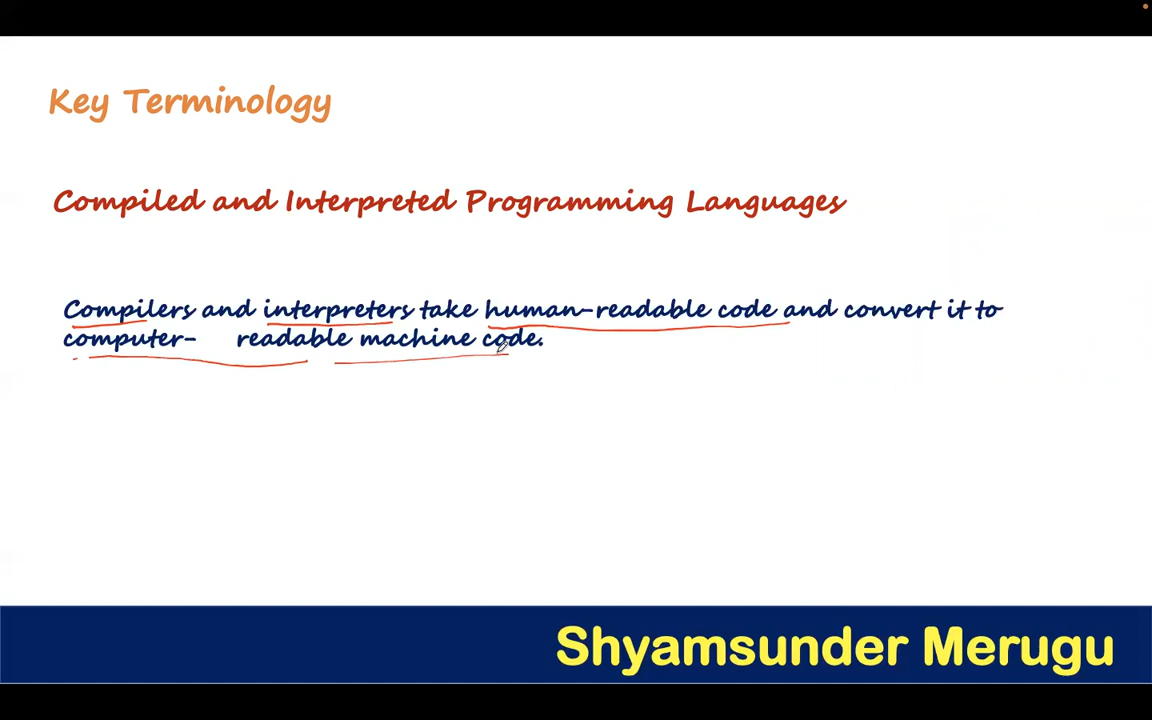 Key Terminology
Compiled and Interpreted Programming Languages
Compilers and interpreters take human-readable code and convert it to
computer- readable machine code.
Shyamsunder Merugu